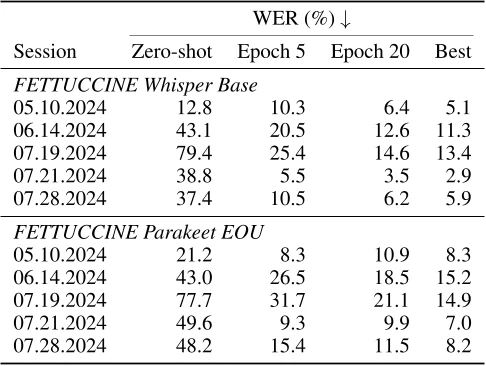 WER (%) ↓
Session Zero-shot Epoch 5 Epoch 20 Best
FETTUCCINE Whisper Base
05.10.2024 12.8 10.3 6.4 5.1
06.14.2024 43.1 20.5 12.6 11.3
07.19.2024 79.4 25.4 14.6 13.4
07.21.2024 38.8 5.5 3.5 2.9
07.28.2024 37.4 10.5 6.2 5.9
FETTUCCINE Parakeet EOU
05.10.2024 21.2 8.3 10.9 8.3
06.14.2024 43.0 26.5 18.5 15.2
07.19.2024 77.7 31.7 21.1 14.9
07.21.2024 49.6 9.3 9.9 7.0
07.28.2024 48.2 15.4 11.5 8.2